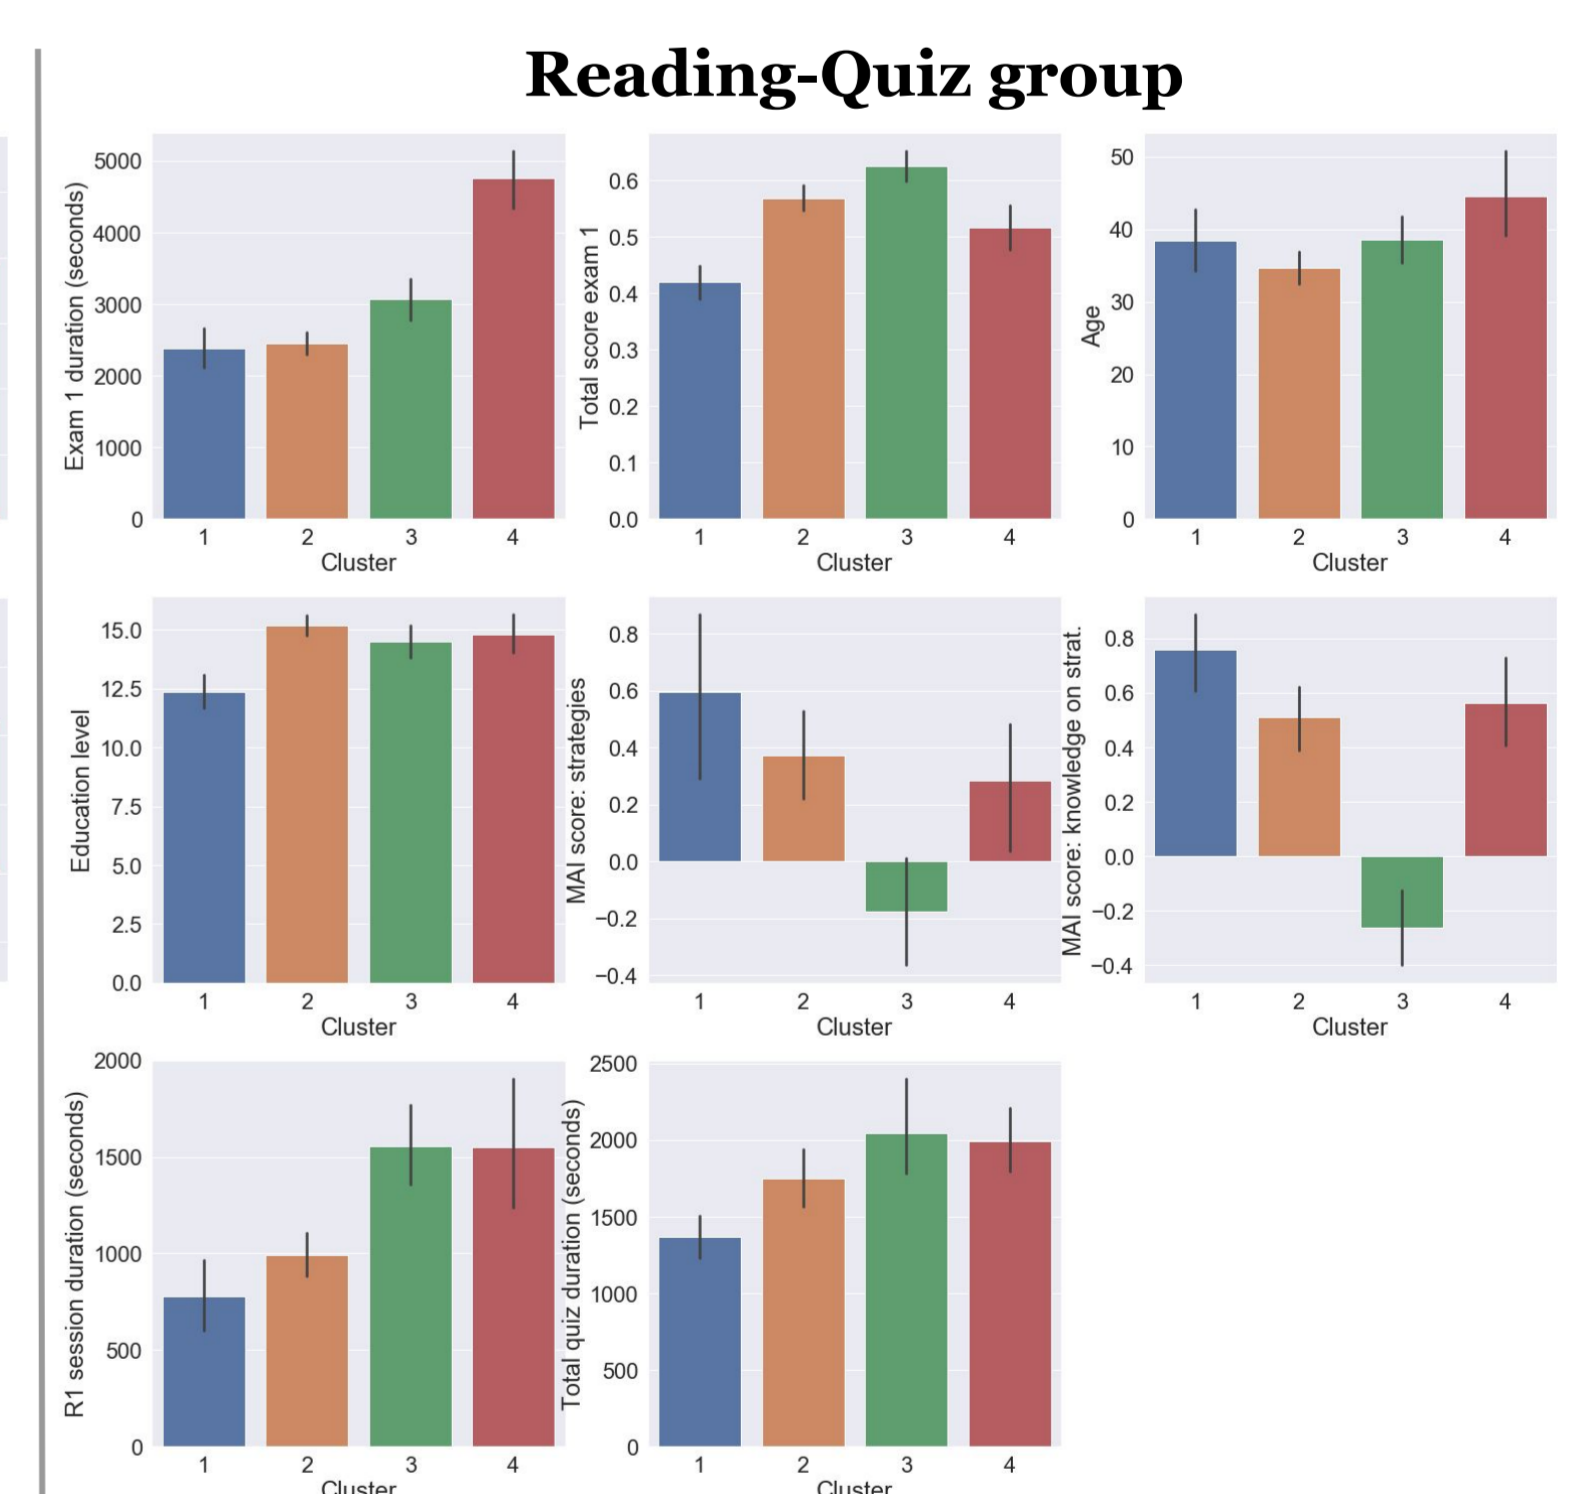 Reading-Quiz group
Exam 1 duration (seconds)
5000
4000
3000
2000
1000
0
1 2 3 4
Cluster
Total score exam 1
0.6
0.5
0.4
0.3
0.2
0.1
0.0
1 2 3 4
Cluster
Age
50
40
30
20
10
0
1 2 3 4
Cluster
Education level
15.0
12.5
10.0
7.5
5.0
2.5
0.0
1 2 3 4
Cluster
MAI score: strategies
0.8
0.6
0.4
0.2
0.0
−0.2
−0.4
1 2 3 4
Cluster
MAI score: knowledge on strat.
0.8
0.6
0.4
0.2
0.0
−0.2
−0.4
1 2 3 4
Cluster
R1 session duration (seconds)
2000
1500
1000
500
0
1 2 3 4
Cluster
Total quiz duration (seconds)
2500
2000
1500
1000
500
0
1 2 3 4
Cluster